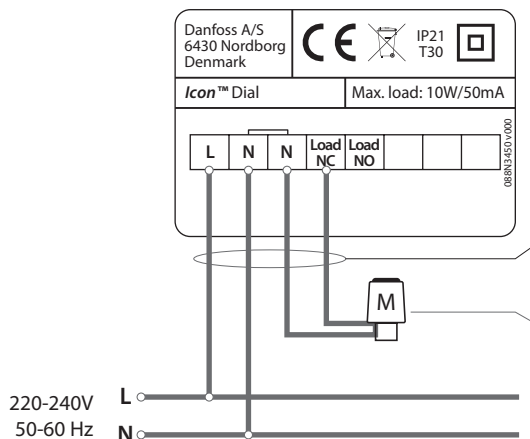 Danfoss A/S
6430 Nordborg
Denmark
CE
IP21
T30
Icon™ Dial
Max. load: 10W/50mA
L N N Load NC Load NO
088N3450 v000
M
220-240V
50-60 Hz
L
N